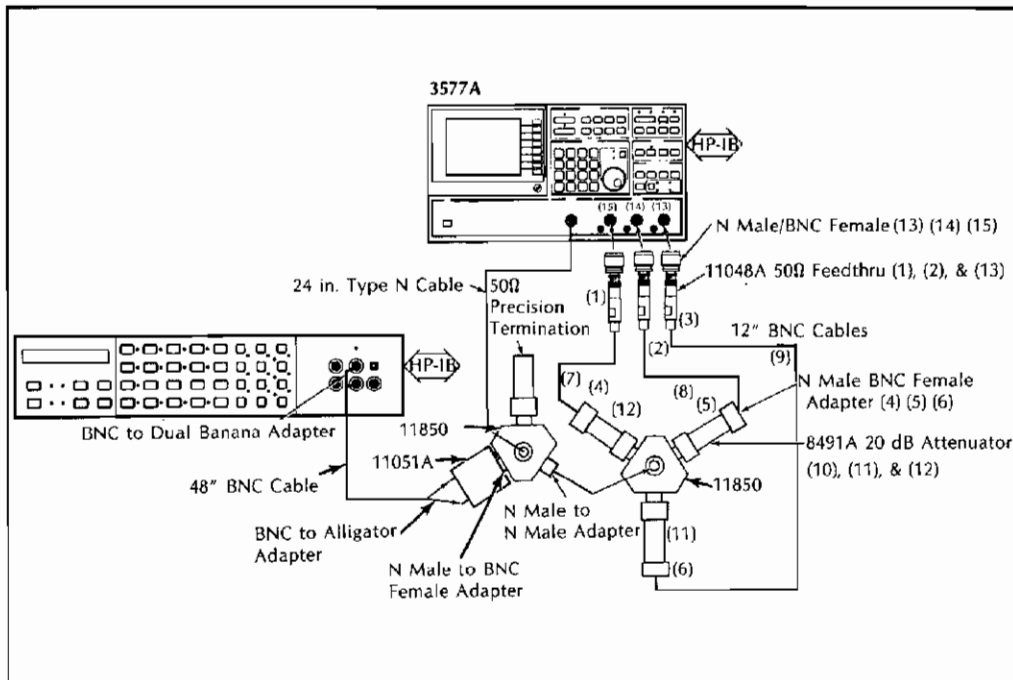 3577A
HP-IB
(15) (14) (13)
N Male/BNC Female (13) (14) (15)
11048A 50Ω Feedthru (1), (2), & (13)
24 in. Type N Cable
50Ω
Precision
Termination
(1)
(3)
(2)
12" BNC Cables
(9)
HP-IB
(7)
(4)
(12)
(8)
(5)
N Male BNC Female
Adapter (4) (5) (6)
BNC to Dual Banana Adapter
11850
8491A 20 dB Attenuator
(10), (11), & (12)
11051A
48" BNC Cable
11850
N Male to
N Male Adapter
BNC to Alligator
Adapter
(11)
N Male to BNC
Female Adapter
(6)